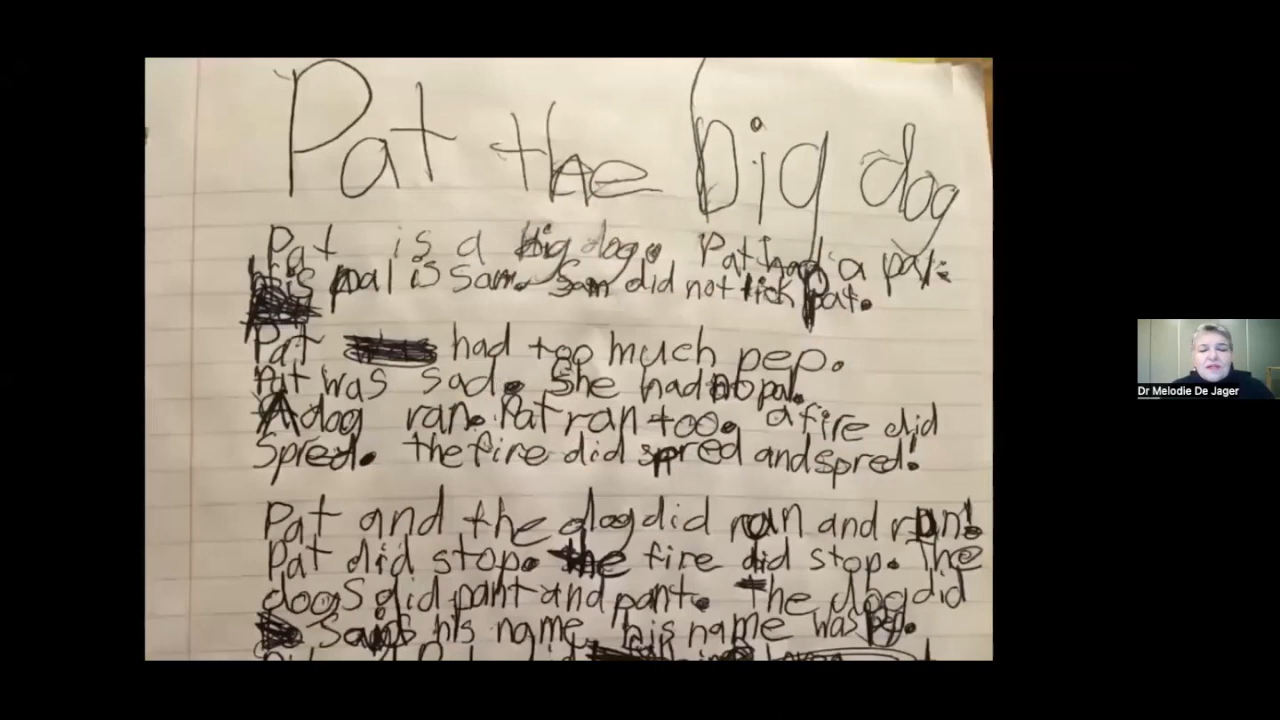 Pat the big dog
Pat is a big dog. Pat had a pal.
his pal is Sam. Sam did not lick Pat.
Pat had too much pep.
Pat was sad. She had no pal.
A dog ran. Pat ran too. a fire did
Spred. the fire did spred and spred!
Pat and the dog did run and run!
Pat did stop. the fire did stop. The
dogs did pant and pant. the dog did
his name. his name was
Dr Melodie De Jager